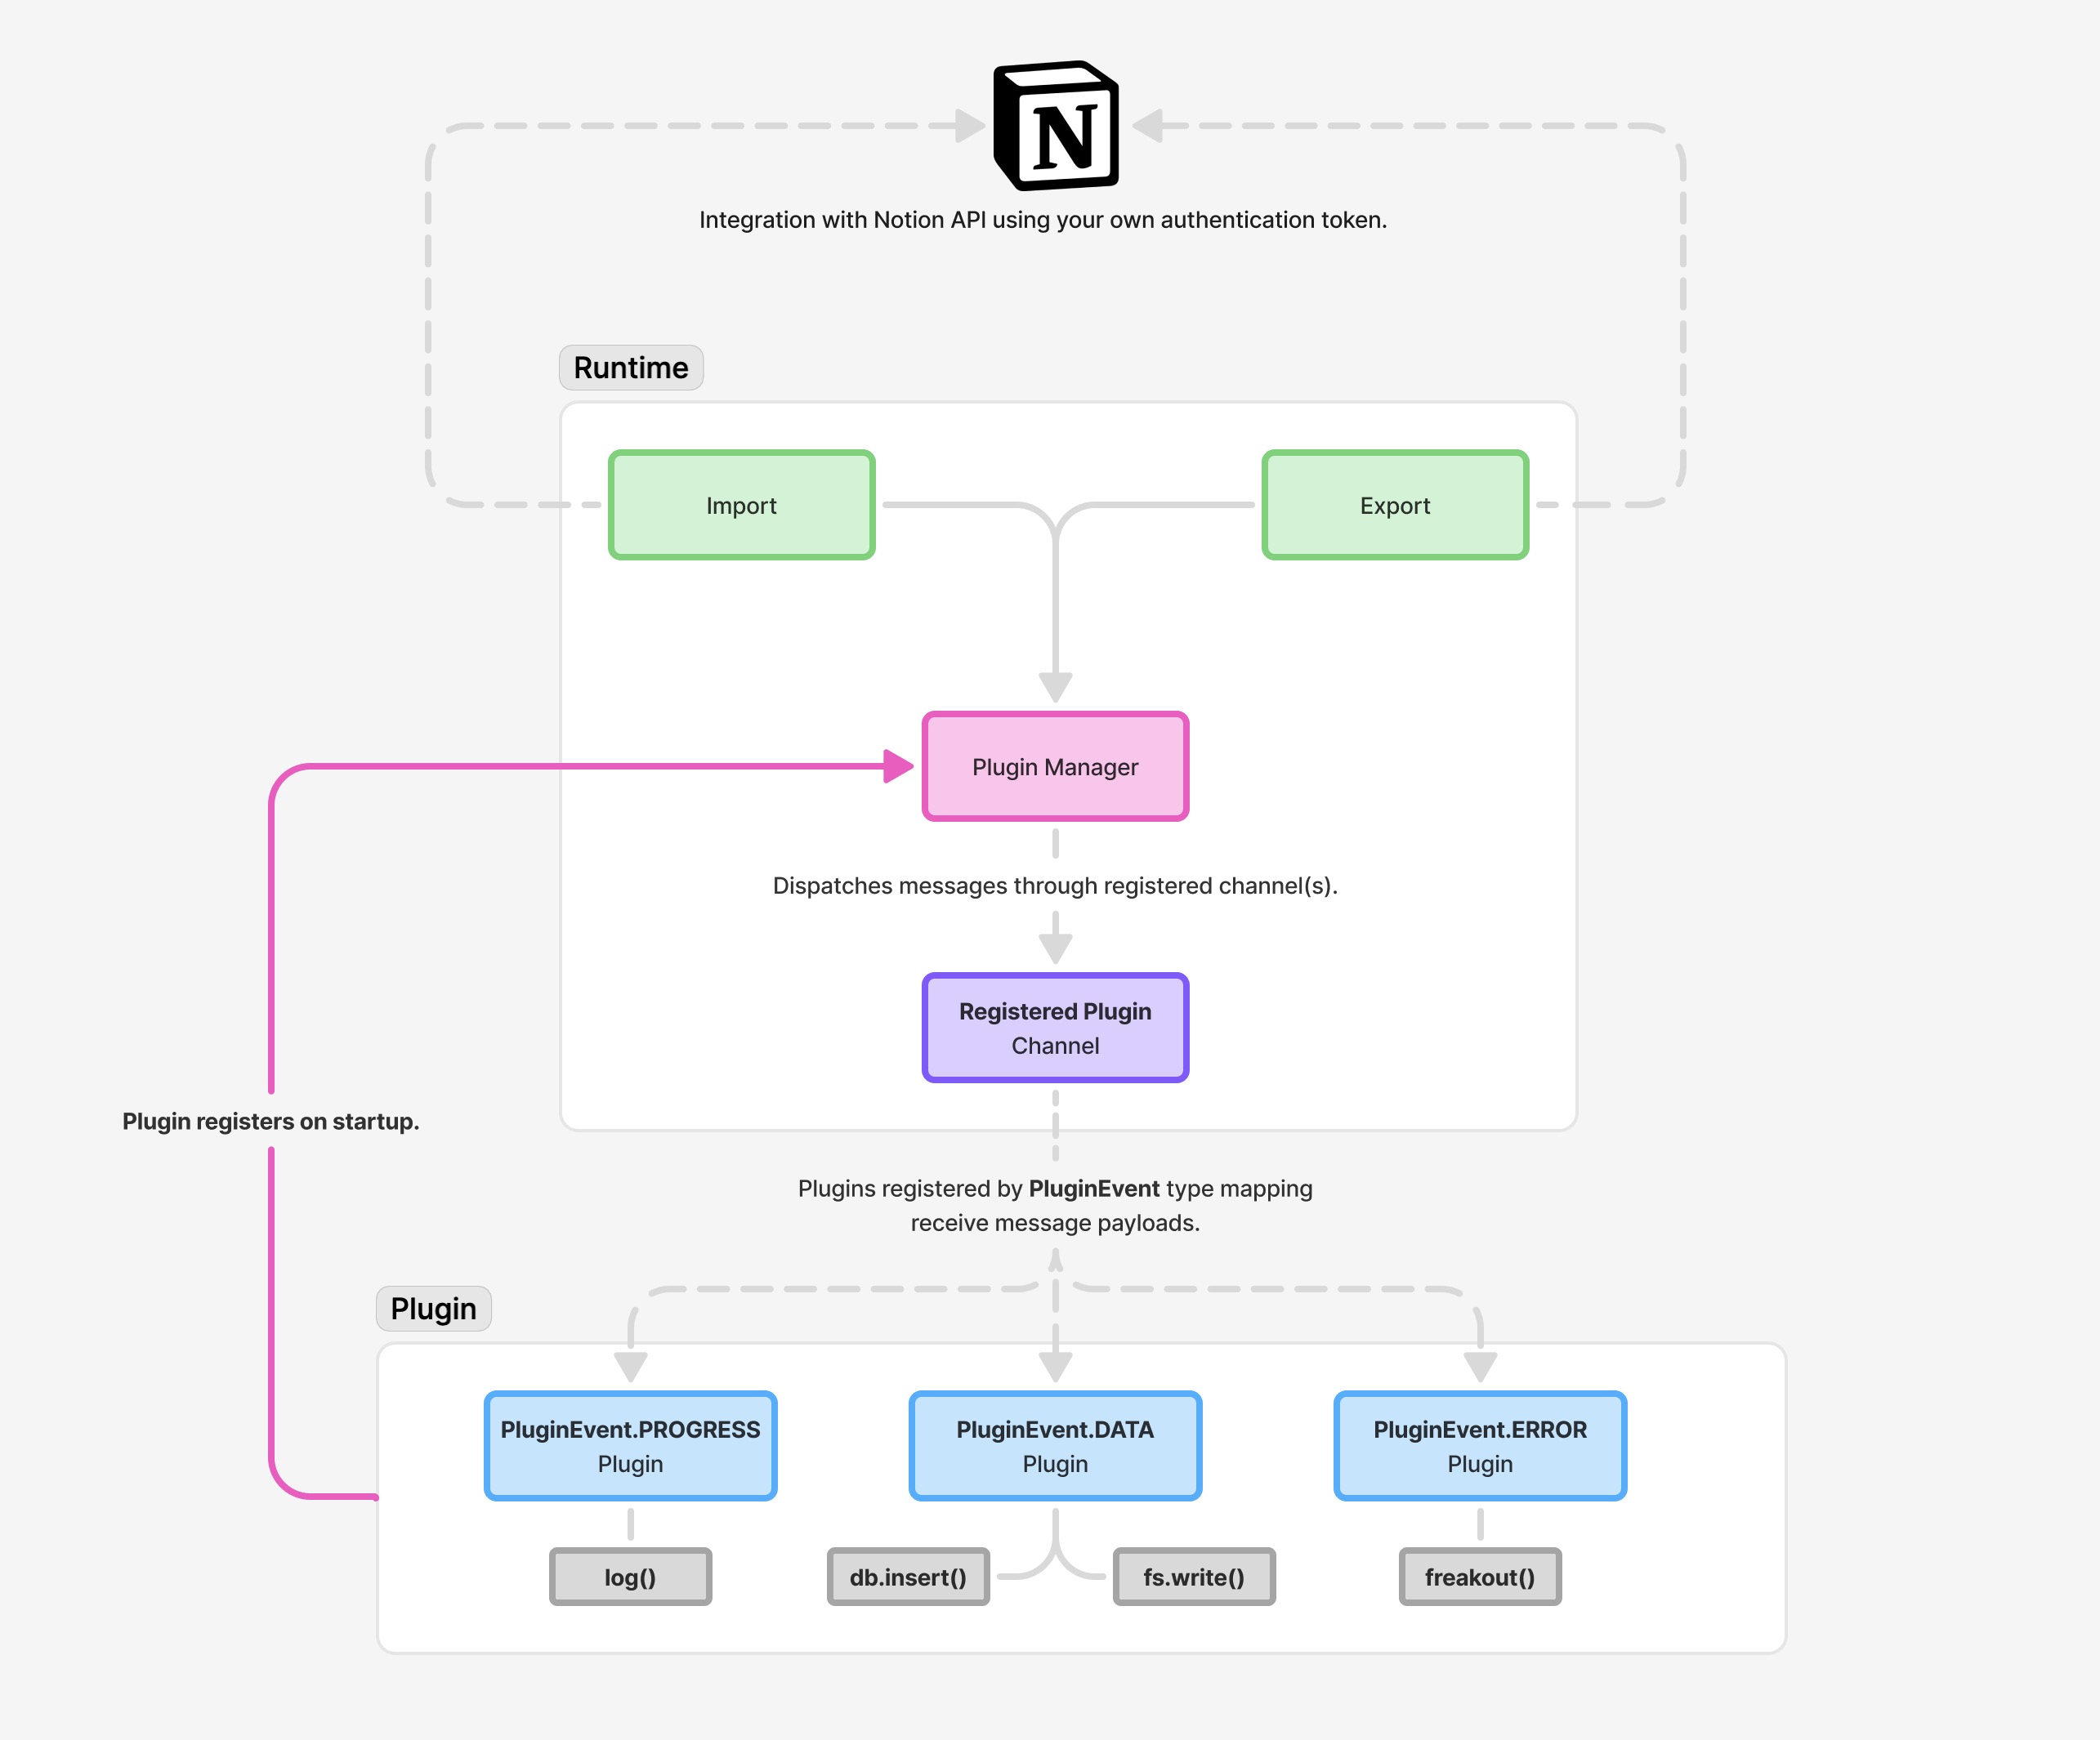 N
Integration with Notion API using your own authentication token.
Runtime
Import
Export
Plugin Manager
Dispatches messages through registered channel(s).
Registered Plugin
Channel
Plugin registers on startup.
Plugins registered by PluginEvent type mapping
receive message payloads.
Plugin
PluginEvent.PROGRESS
Plugin
PluginEvent.DATA
Plugin
PluginEvent.ERROR
Plugin
log()
db.insert()
fs.write()
freakout()